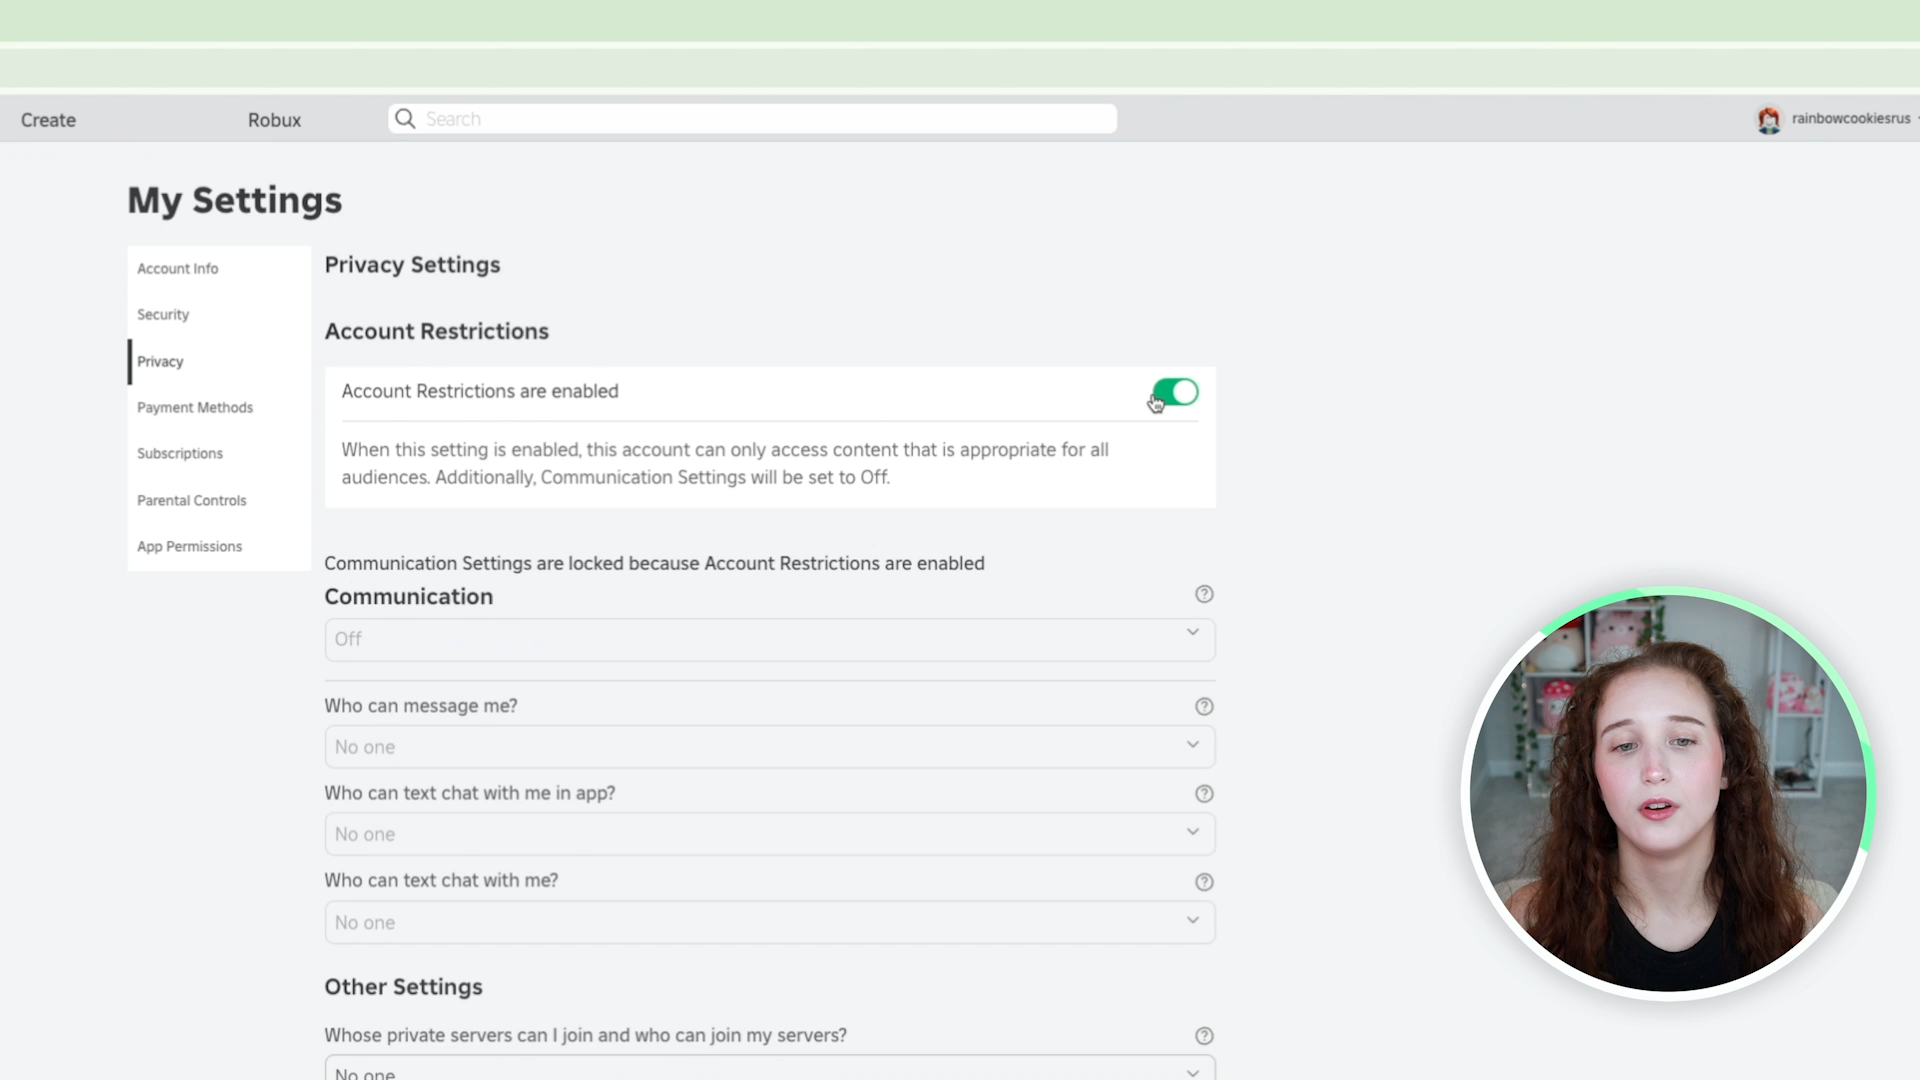 Create
Robux
Search
rainbowcookiesrus
My Settings
Account Info
Security
Privacy
Payment Methods
Subscriptions
Parental Controls
App Permissions
Privacy Settings
Account Restrictions
Account Restrictions are enabled
When this setting is enabled, this account can only access content that is appropriate for all
audiences. Additionally, Communication Settings will be set to Off.
Communication Settings are locked because Account Restrictions are enabled
Communication
Off
Who can message me?
No one
Who can text chat with me in app?
No one
Who can text chat with me?
No one
Other Settings
Whose private servers can I join and who can join my servers?
No one